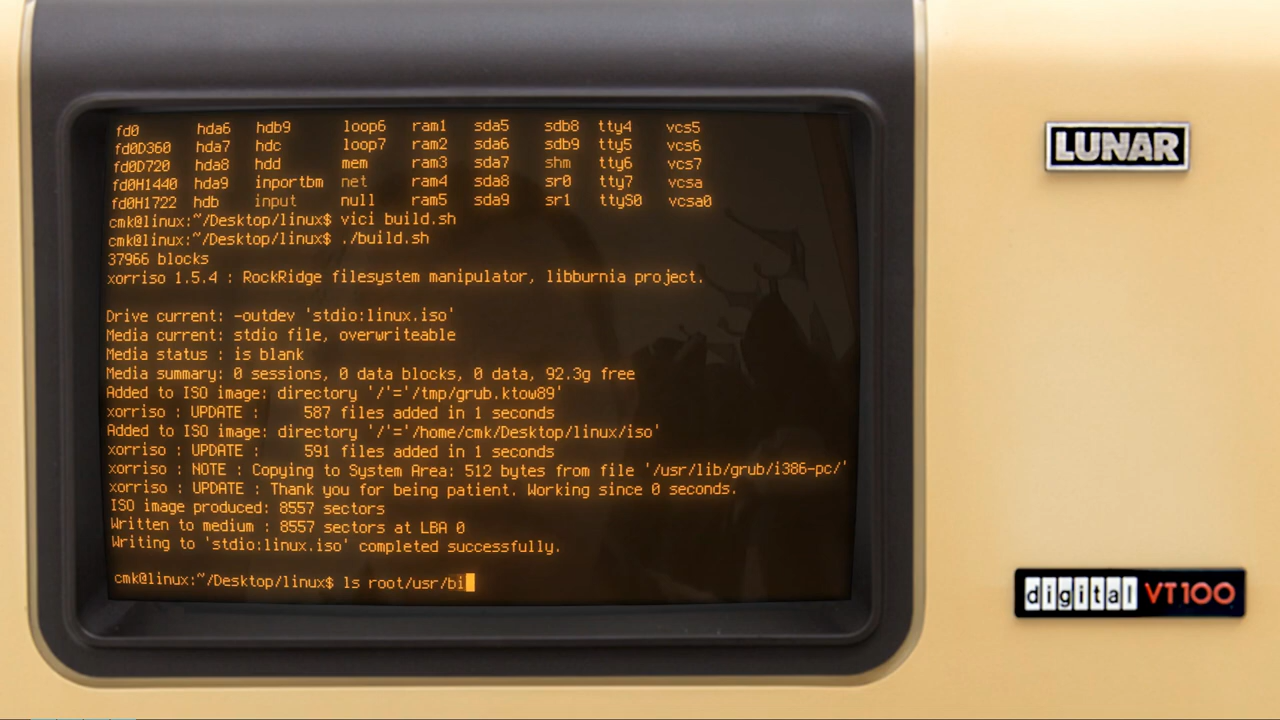 fd0 hda6 hdb9 loop6 ram1 sda5 sdb8 tty4 vcs5
fd0D360 hda7 hdc loop7 ram2 sda6 sdb9 tty5 vcs6
fd0D720 hda8 hdd mem ram3 sda7 shm tty6 vcs7
fd0H1440 hda9 inportbm net ram4 sda8 sr0 tty7 vcsa
fd0H1722 hdb input null ram5 sda9 sr1 ttyS0 vcsa0
cmk@linux:~/Desktop/linux$ vici build.sh
cmk@linux:~/Desktop/linux$ ./build.sh
37966 blocks
xorriso 1.5.4 : RockRidge filesystem manipulator, libburnia project.
Drive current: -outdev 'stdio:linux.iso'
Media current: stdio file, overwriteable
Media status : is blank
Media summary: 0 sessions, 0 data blocks, 0 data, 92.3g free
Added to ISO image: directory '/'='/tmp/grub.ktow89'
xorriso : UPDATE :     587 files added in 1 seconds
Added to ISO image: directory '/'='/home/cmk/Desktop/linux/iso'
xorriso : UPDATE :     591 files added in 1 seconds
xorriso : NOTE : Copying to System Area: 512 bytes from file '/usr/lib/grub/i386-pc/'
xorriso : UPDATE : Thank you for being patient. Working since 0 seconds.
ISO image produced: 8557 sectors
Written to medium : 8557 sectors at LBA 0
Writing to 'stdio:linux.iso' completed successfully.
cmk@linux:~/Desktop/linux$ ls root/usr/bi
LUNAR
digital VT100